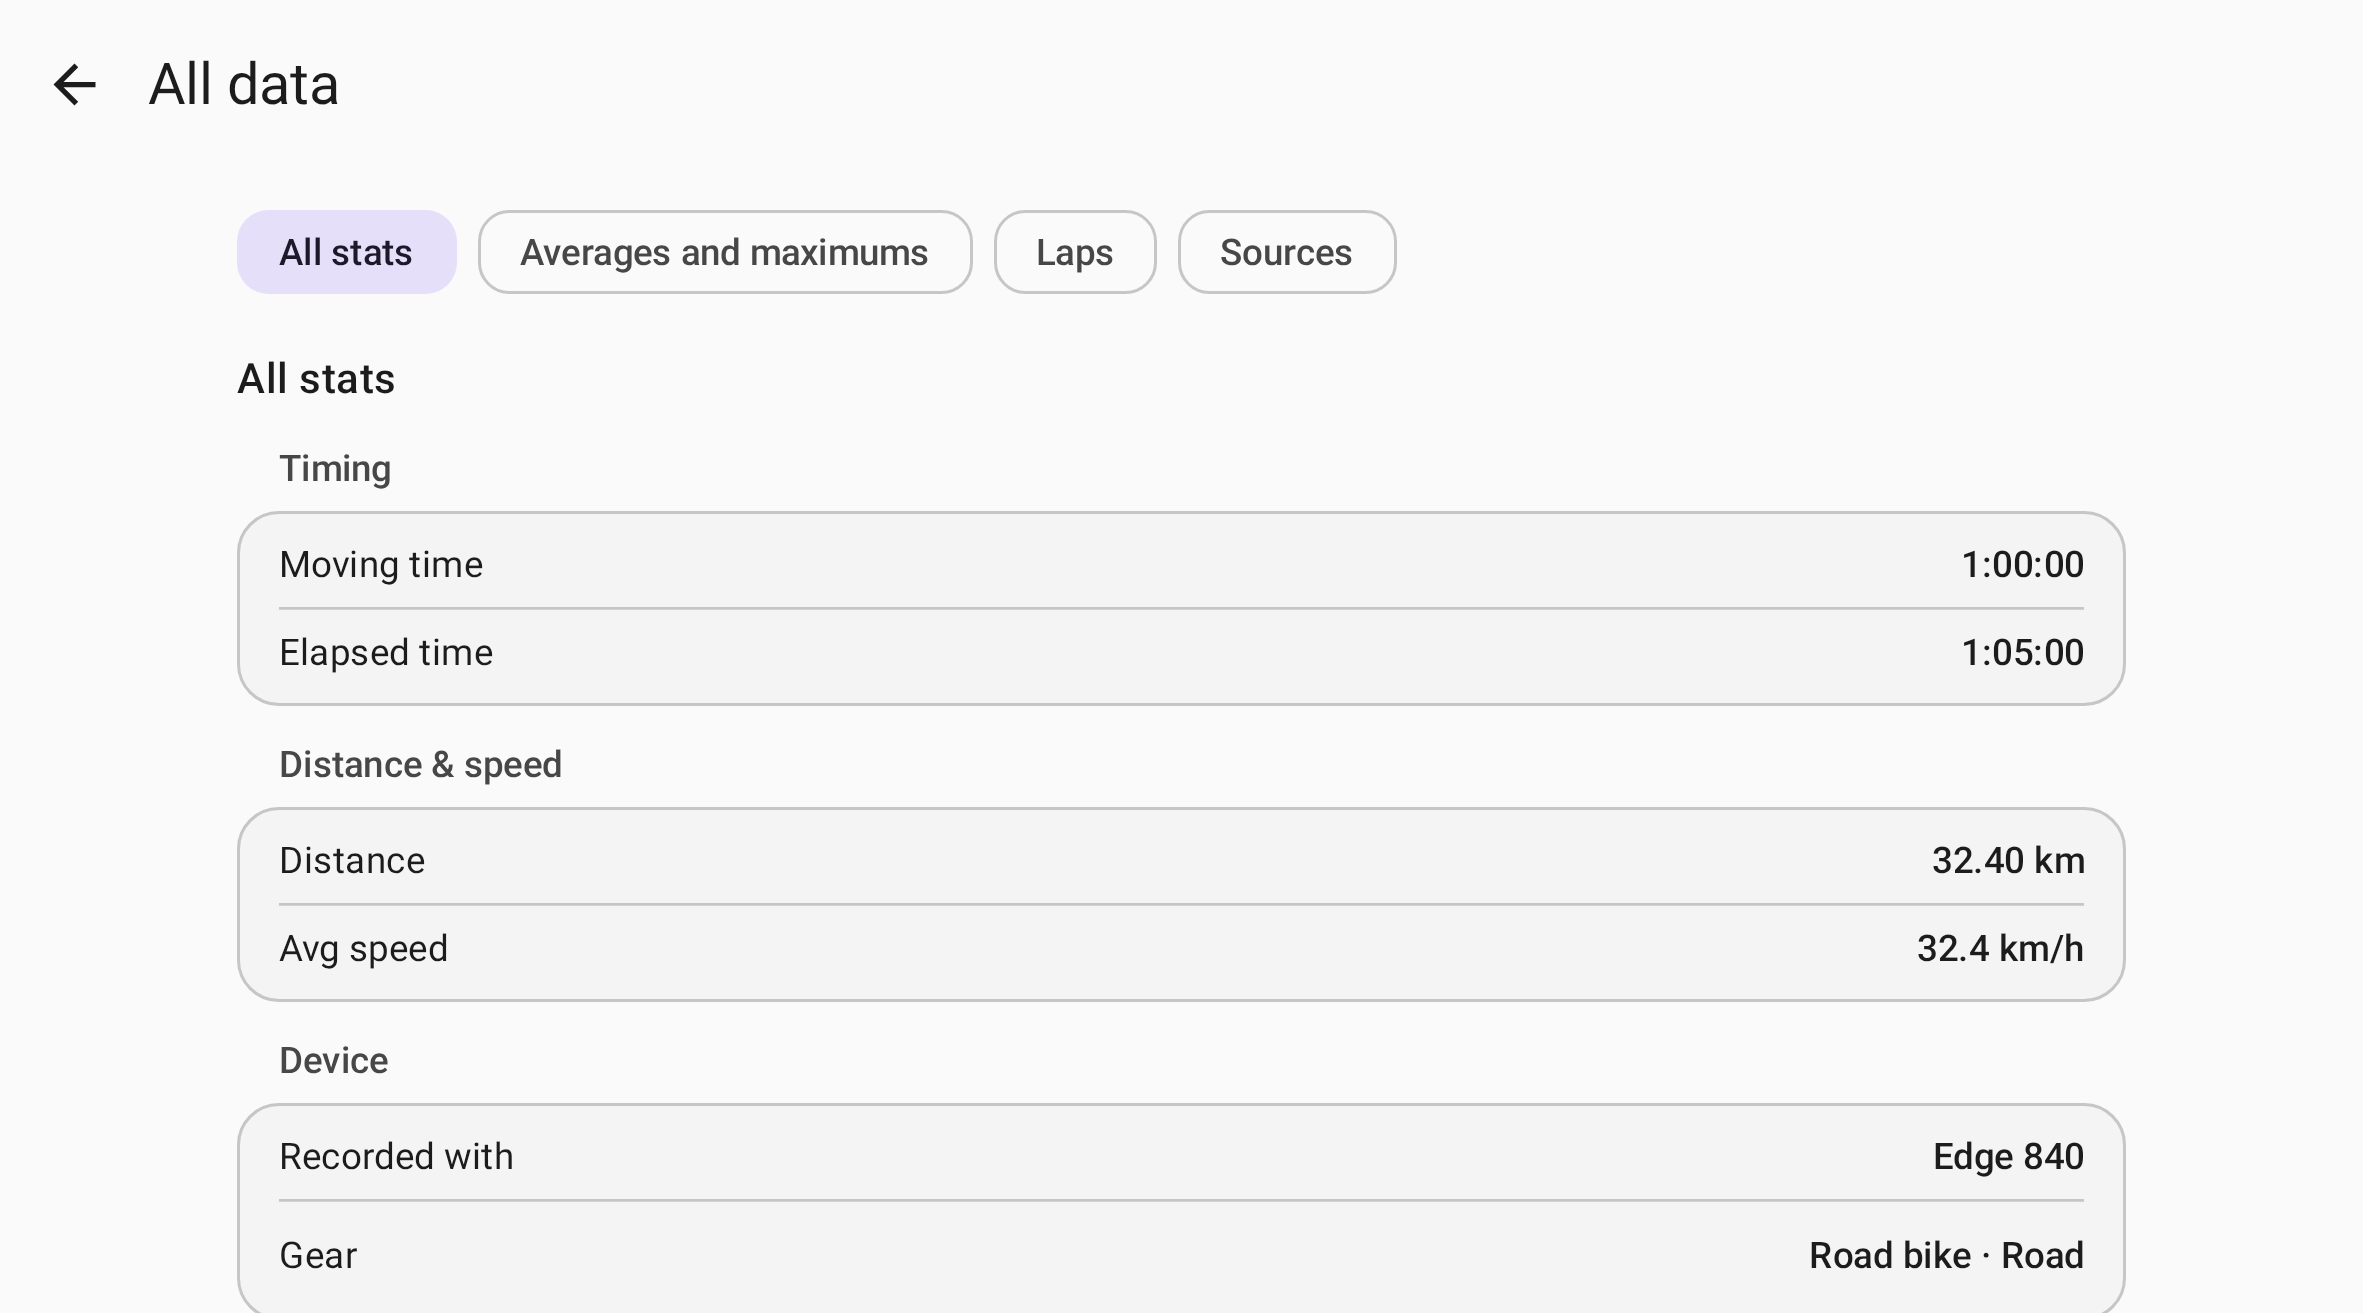 All data
All stats Averages and maximums Laps Sources
All stats
Timing
Moving time 1:00:00
Elapsed time 1:05:00
Distance & speed
Distance 32.40 km
Avg speed 32.4 km/h
Device
Recorded with Edge 840
Gear Road bike · Road